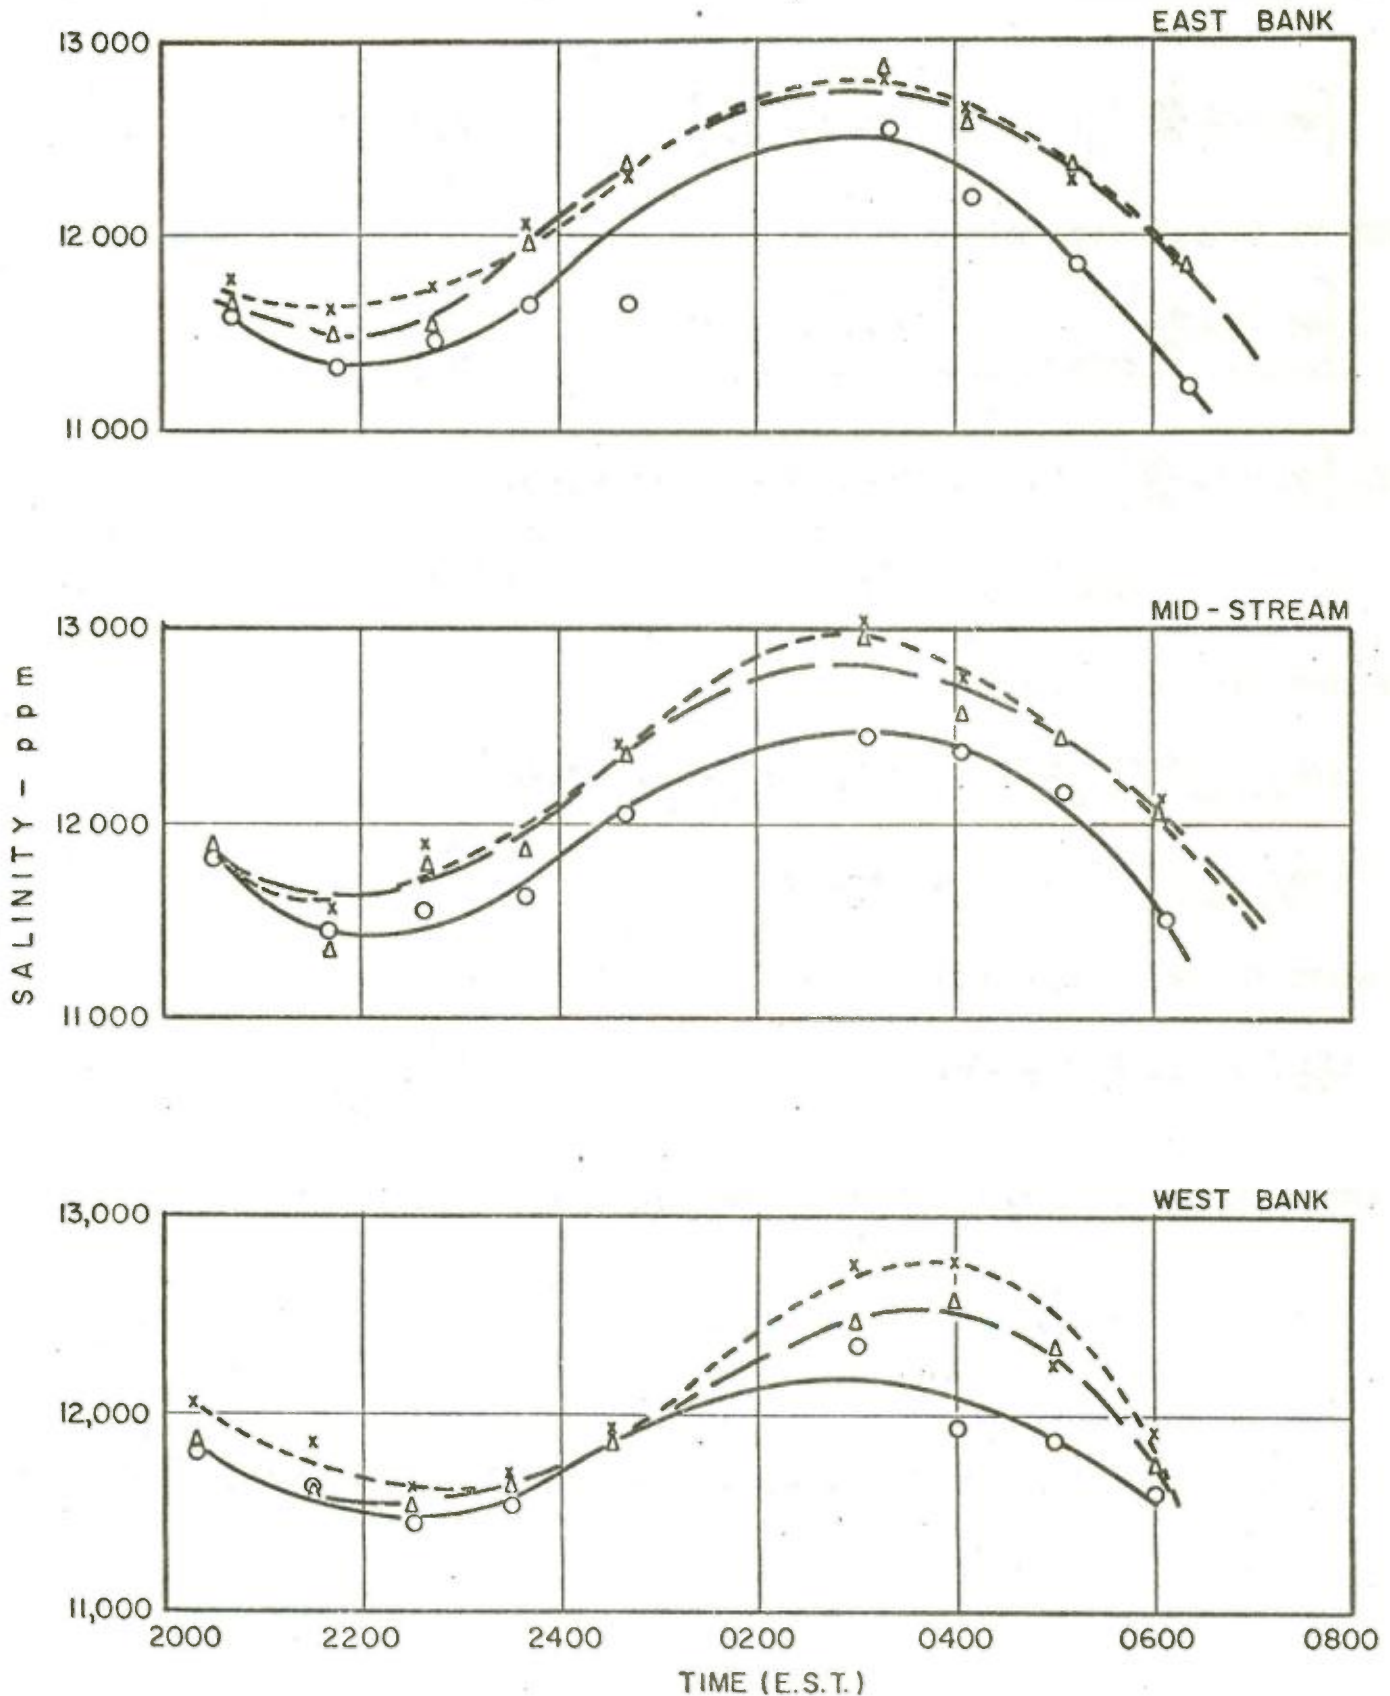 EAST BANK
13 000
12 000
11 000
MID - STREAM
13 000
12 000
11 000
SALINITY - ppm
WEST BANK
13,000
12,000
11,000
2000 2200 2400 0200 0400 0600 0800
TIME (E.S.T.)